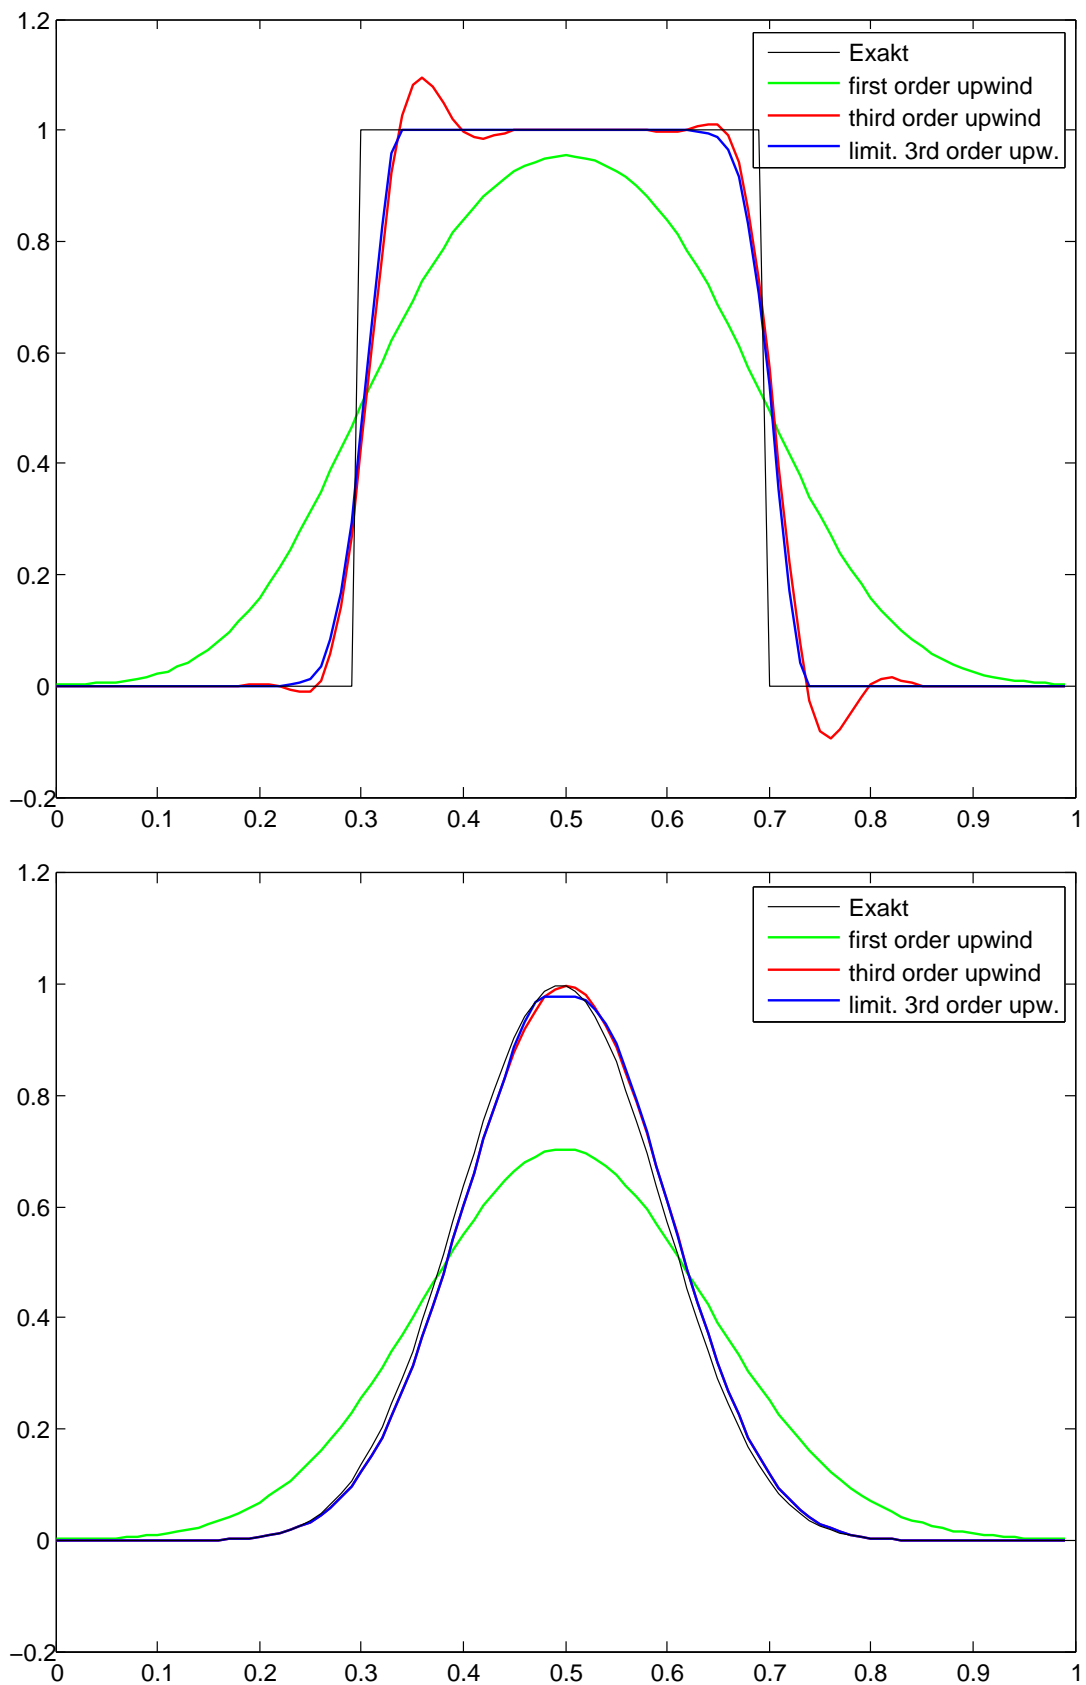 1.2
1
0.8
0.6
0.4
0.2
0
−0.2
0 0.1 0.2 0.3 0.4 0.5 0.6 0.7 0.8 0.9 1
Exakt
first order upwind
third order upwind
limit. 3rd order upw.
1.2
1
0.8
0.6
0.4
0.2
0
−0.2
0 0.1 0.2 0.3 0.4 0.5 0.6 0.7 0.8 0.9 1
Exakt
first order upwind
third order upwind
limit. 3rd order upw.